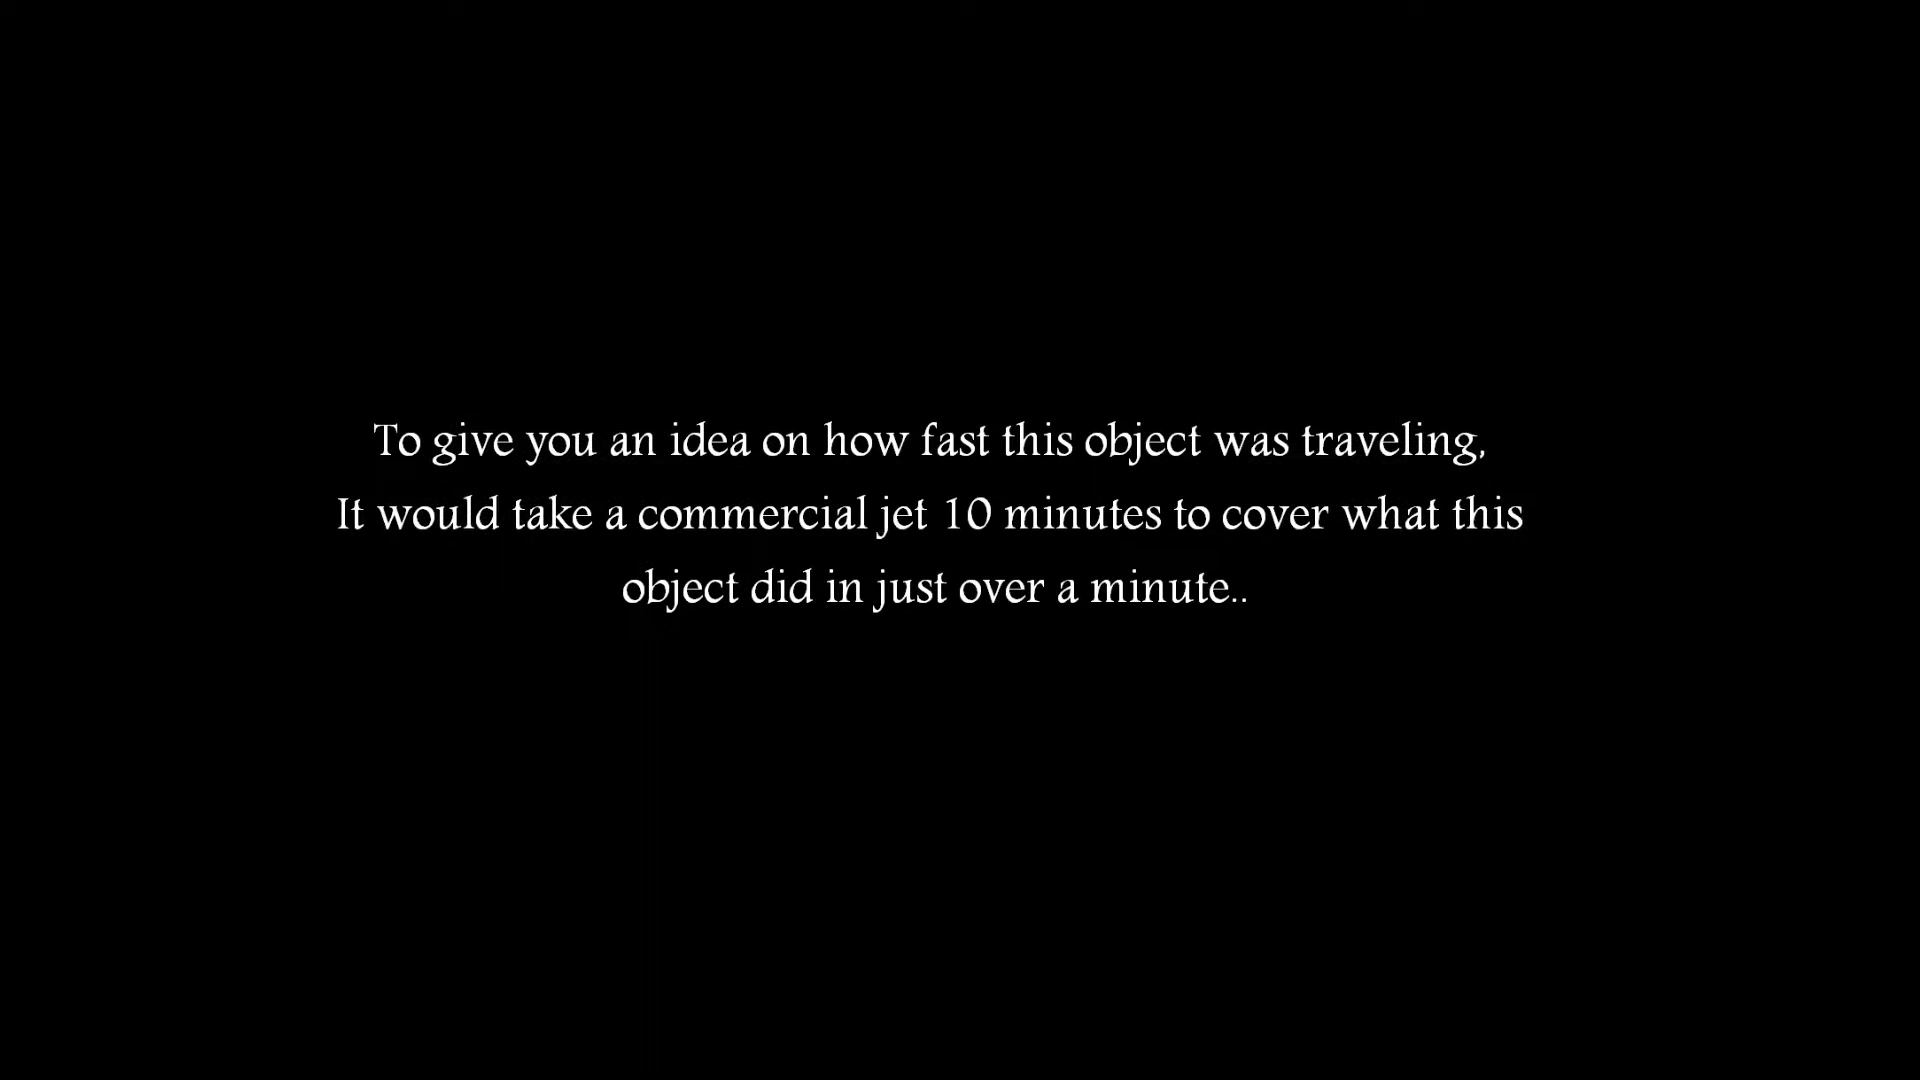 To give you an idea on how fast this object was traveling,
It would take a commercial jet 10 minutes to cover what this
object did in just over a minute..